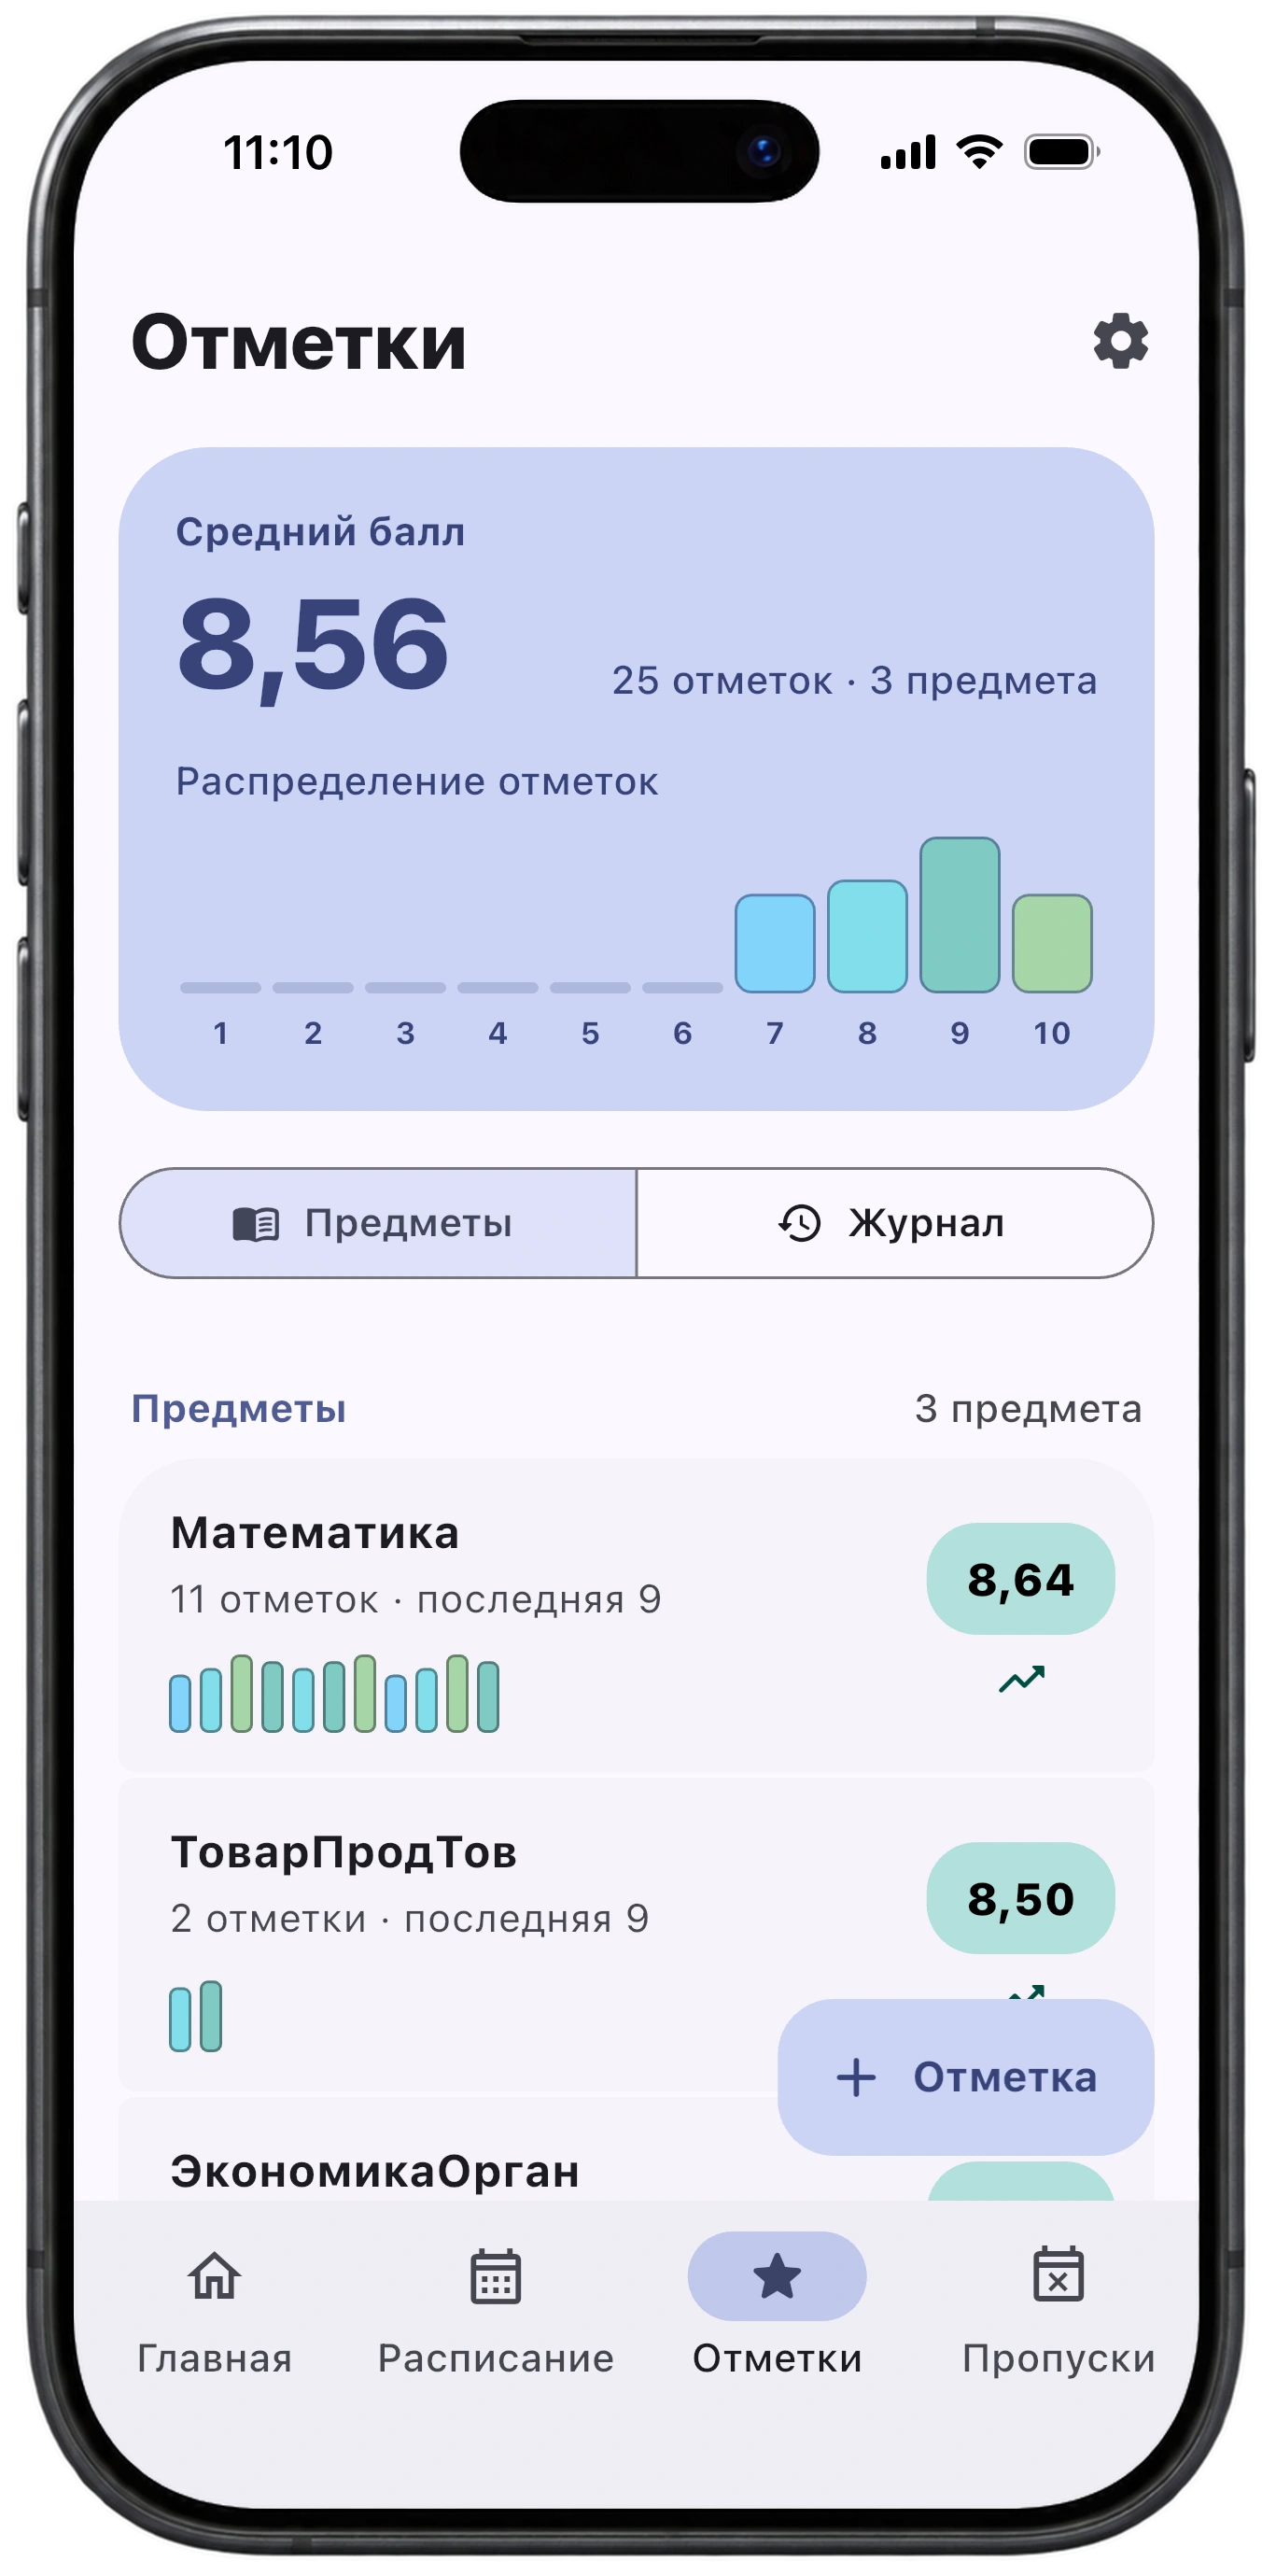 11:10
Отметки
Средний балл
8,56
25 отметок · 3 предмета
Распределение отметок
1 2 3 4 5 6 7 8 9 10
Предметы
Журнал
Предметы
3 предмета
Математика
11 отметок · последняя 9
8,64
ТоварПродТов
2 отметки · последняя 9
8,50
+ Отметка
ЭкономикаОрган
Главная
Расписание
Отметки
Пропуски